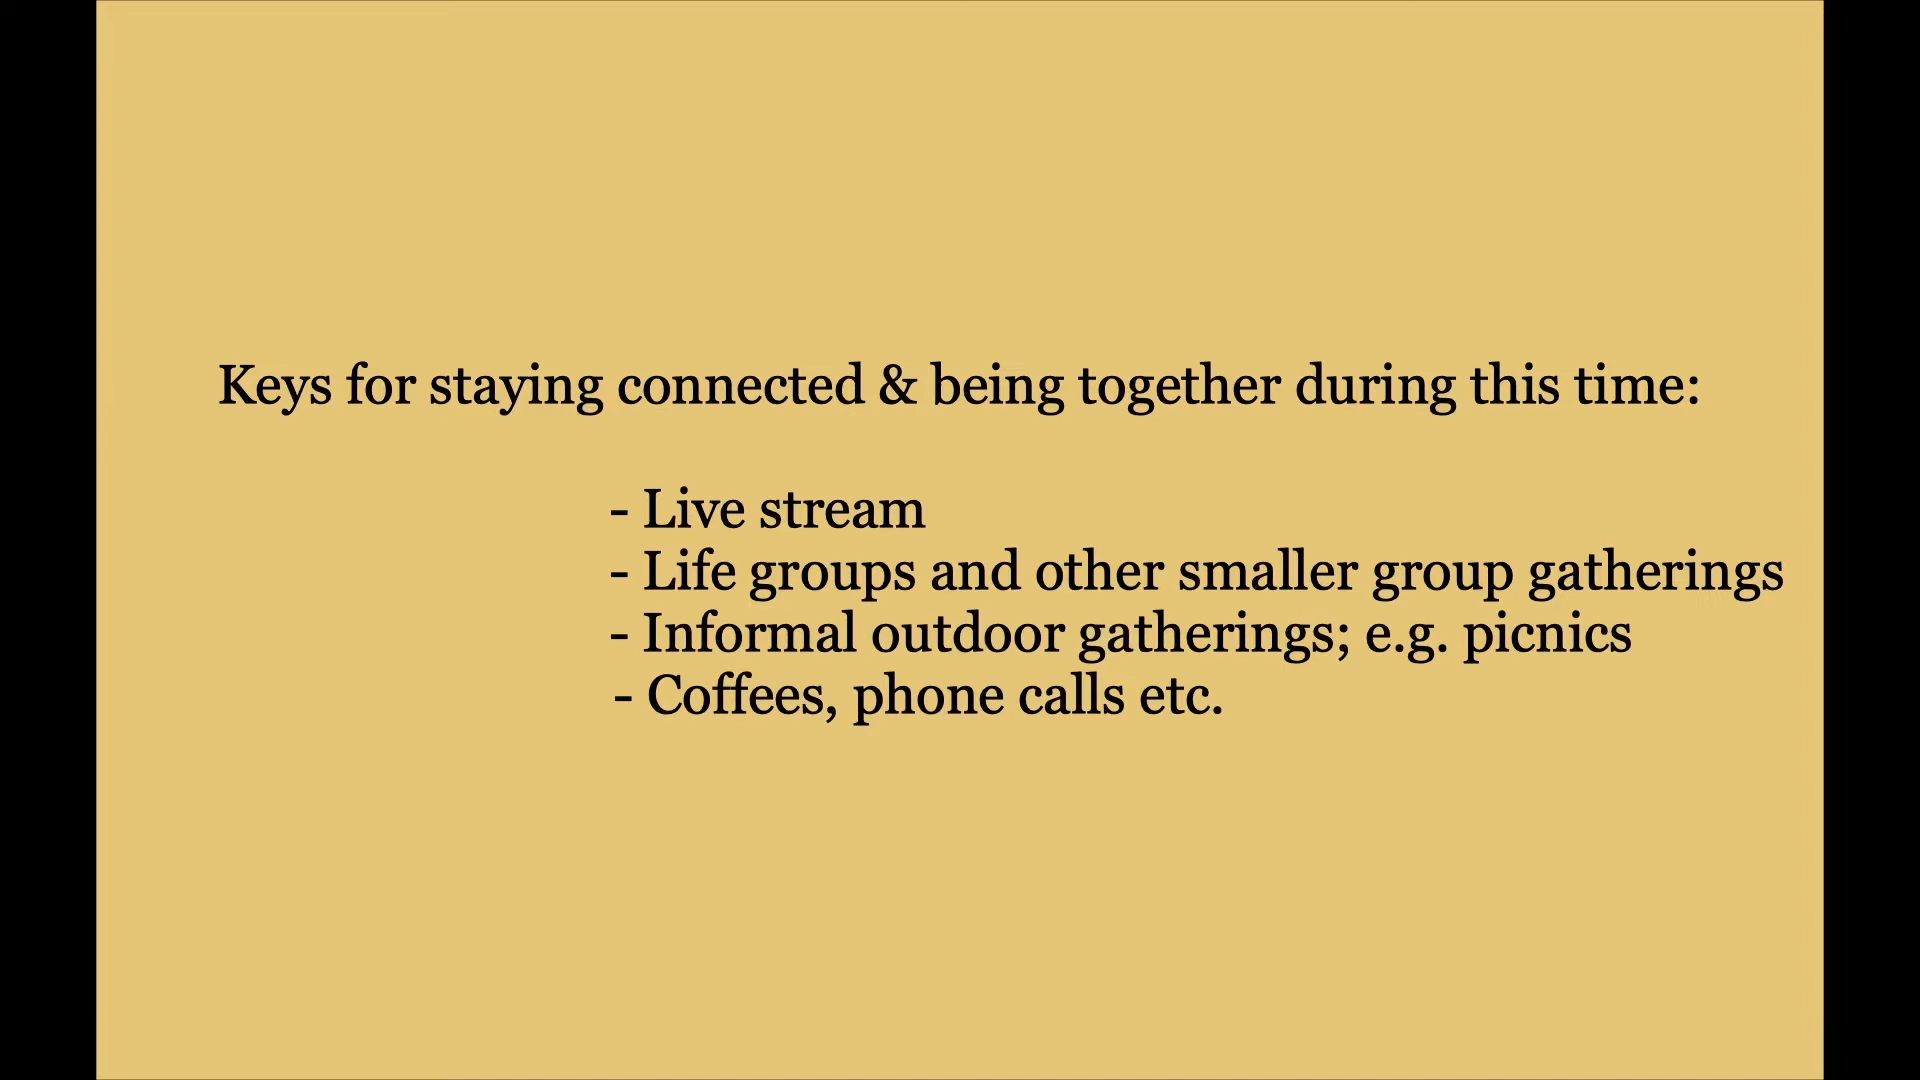 Keys for staying connected & being together during this time:
- Live stream
- Life groups and other smaller group gatherings
- Informal outdoor gatherings; e.g. picnics
- Coffees, phone calls etc.